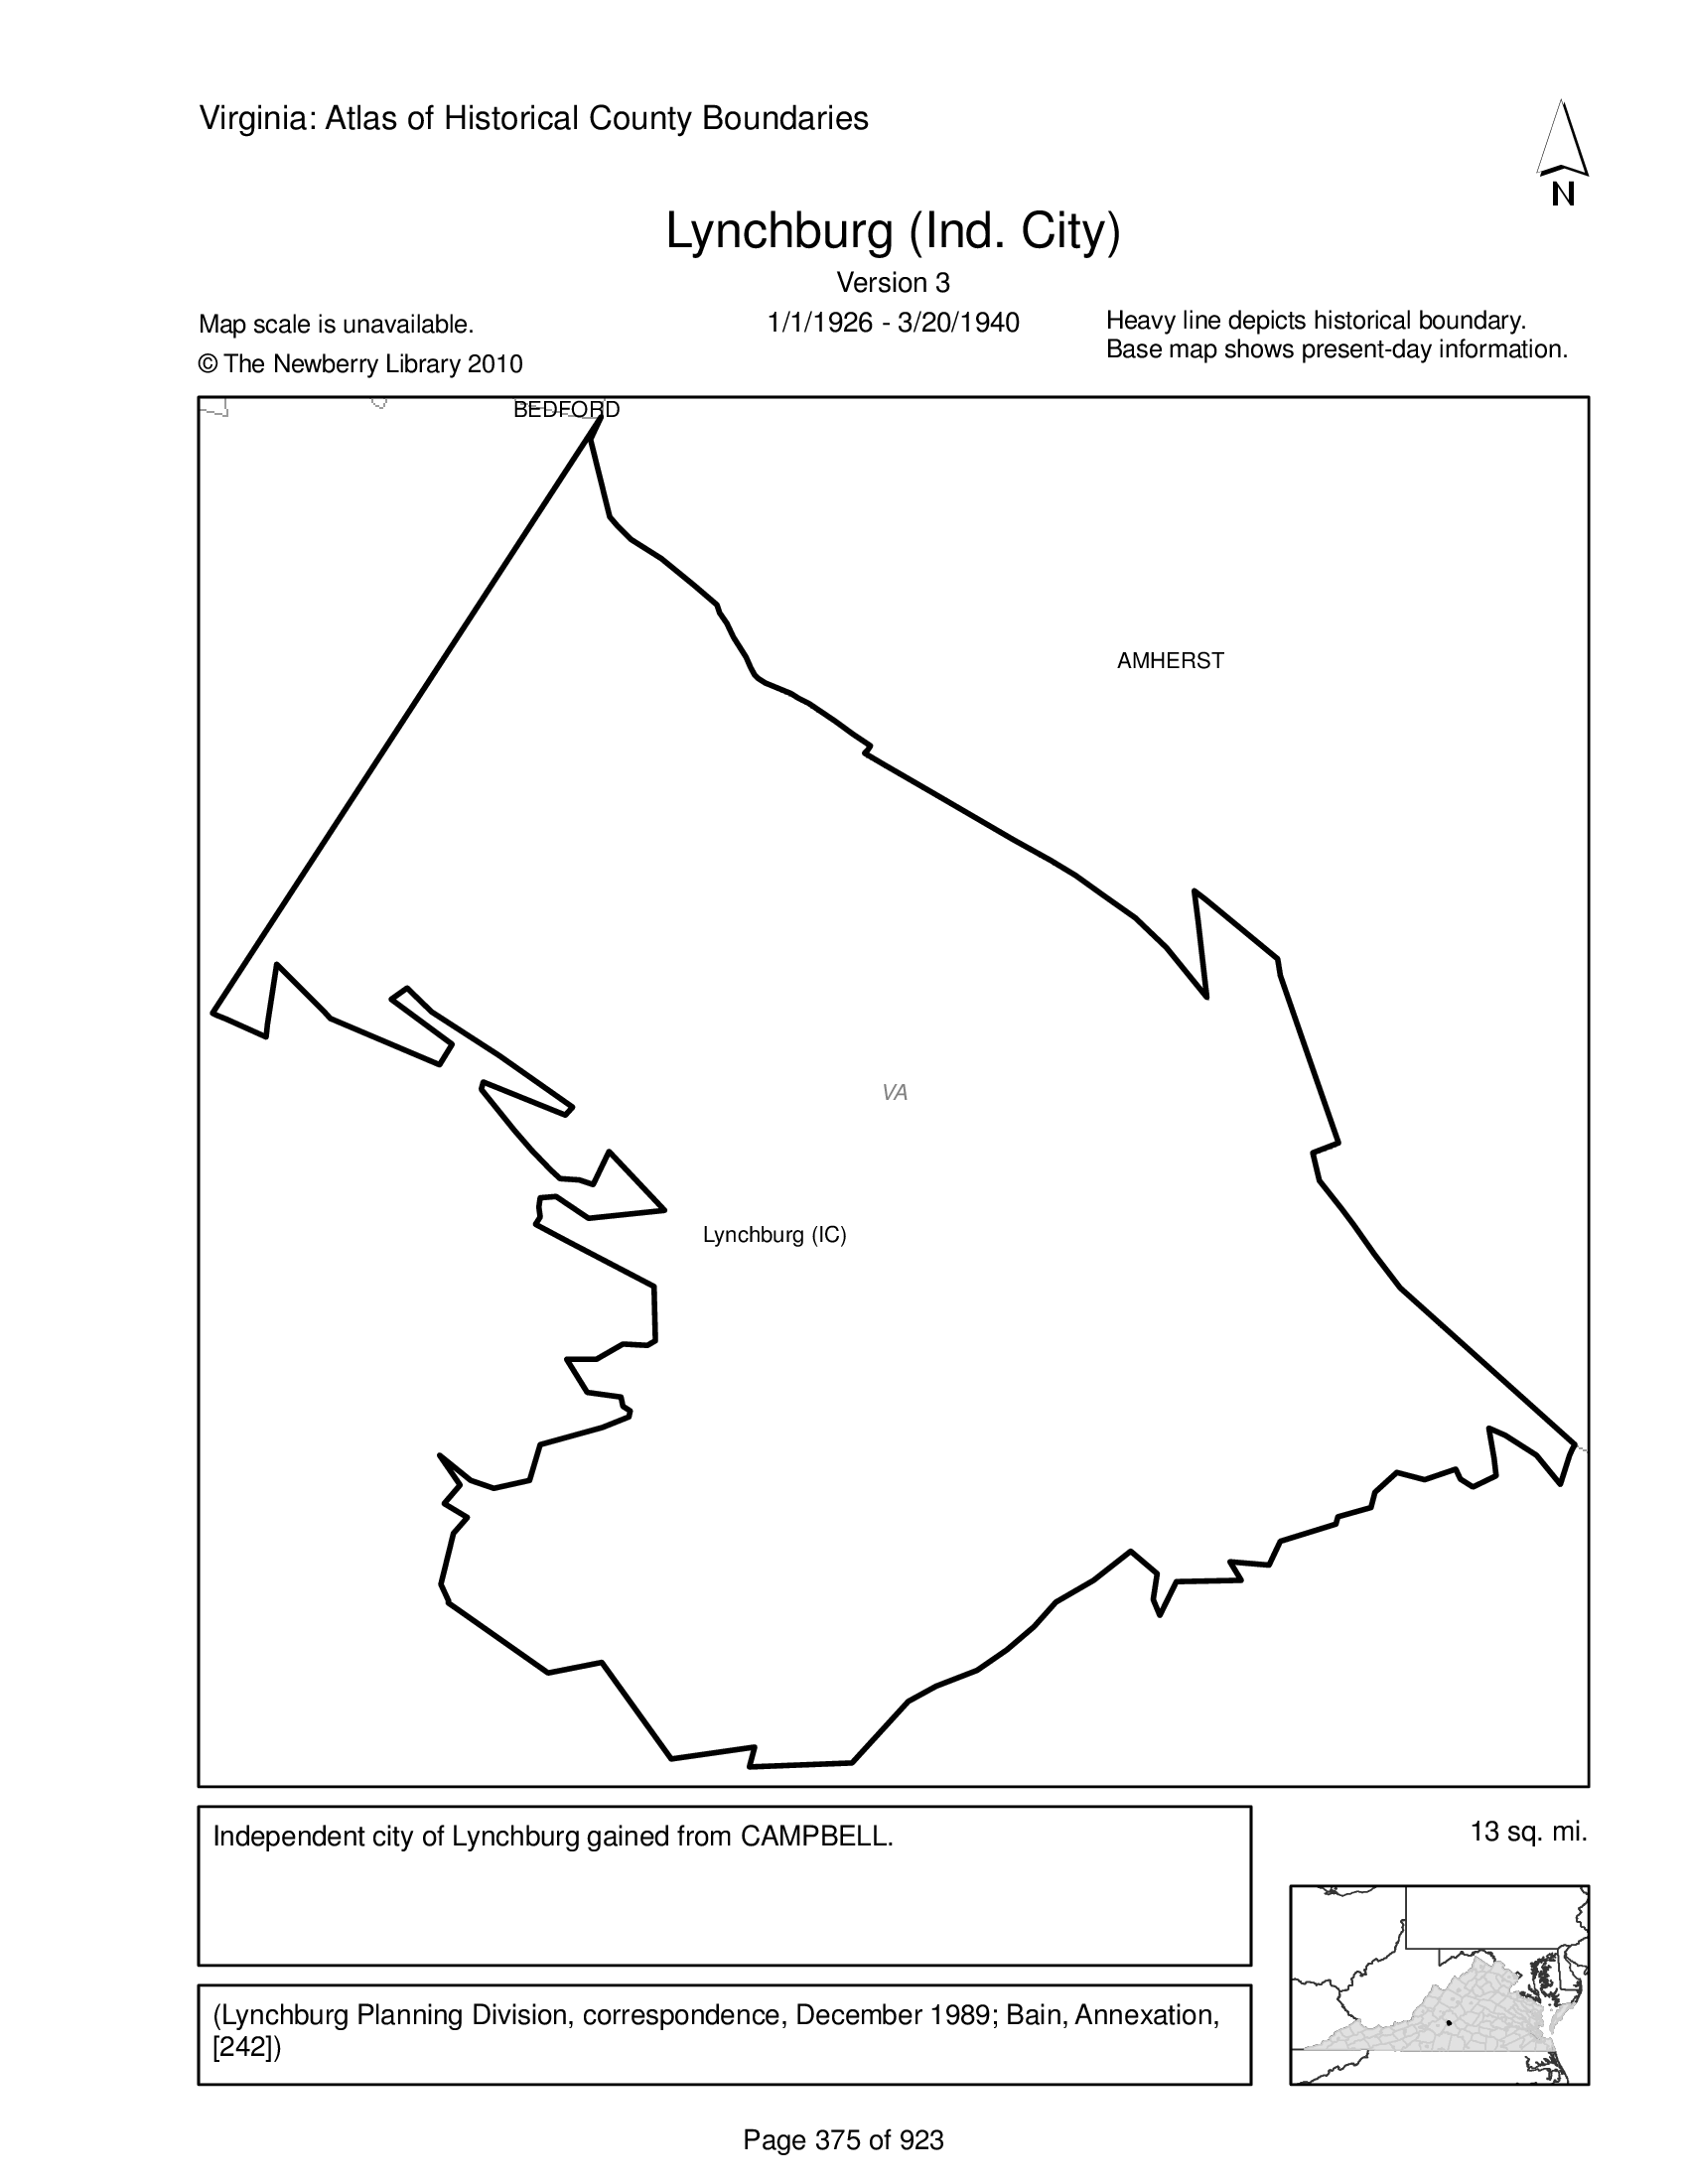 Virginia: Atlas of Historical County Boundaries
N
Lynchburg (Ind. City)
Version 3
Map scale is unavailable.
1/1/1926 - 3/20/1940
Heavy line depicts historical boundary.
Base map shows present-day information.
© The Newberry Library 2010
BEDFORD
AMHERST
VA
Lynchburg (IC)
Independent city of Lynchburg gained from CAMPBELL.
13 sq. mi.
(Lynchburg Planning Division, correspondence, December 1989; Bain, Annexation,
[242])
Page 375 of 923